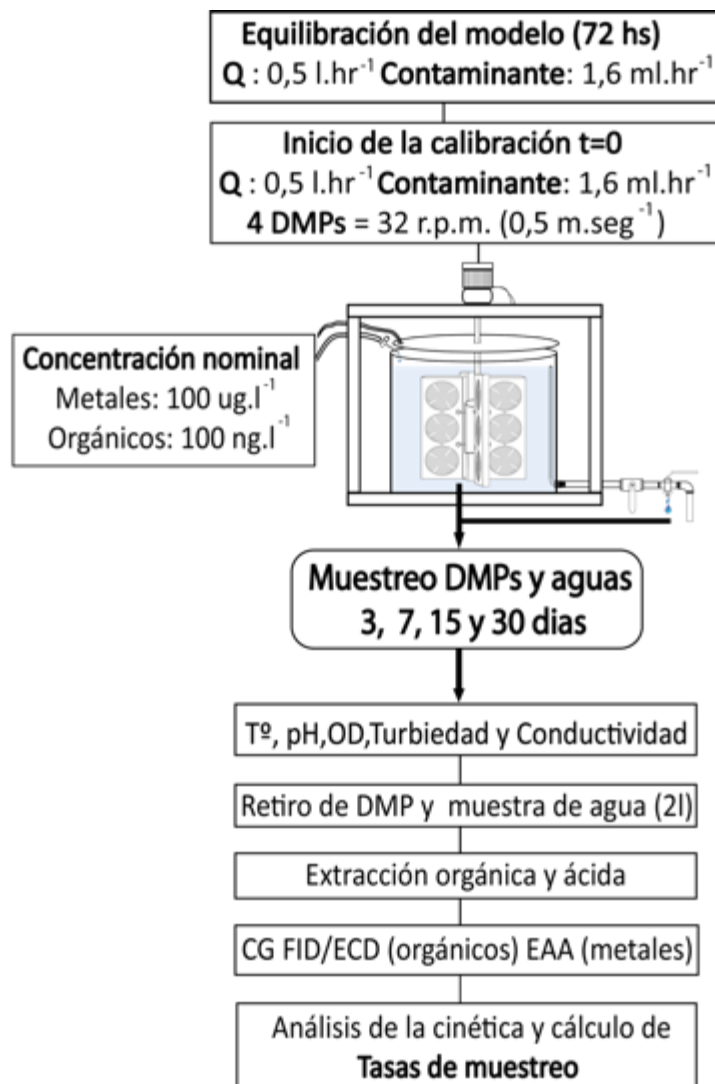 Equilibración del modelo (72 hs)
Q : 0,5 l.hr⁻¹ Contaminante: 1,6 ml.hr⁻¹
Inicio de la calibración t=0
Q : 0,5 l.hr⁻¹ Contaminante: 1,6 ml.hr⁻¹
4 DMPs = 32 r.p.m. (0,5 m.seg⁻¹)
Concentración nominal
Metales: 100 ug.l⁻¹
Orgánicos: 100 ng.l⁻¹
Muestreo DMPs y aguas
3, 7, 15 y 30 dias
Tº, pH,OD,Turbiedad y Conductividad
Retiro de DMP y muestra de agua (2l)
Extracción orgánica y ácida
CG FID/ECD (orgánicos) EAA (metales)
Análisis de la cinética y cálculo de
Tasas de muestreo